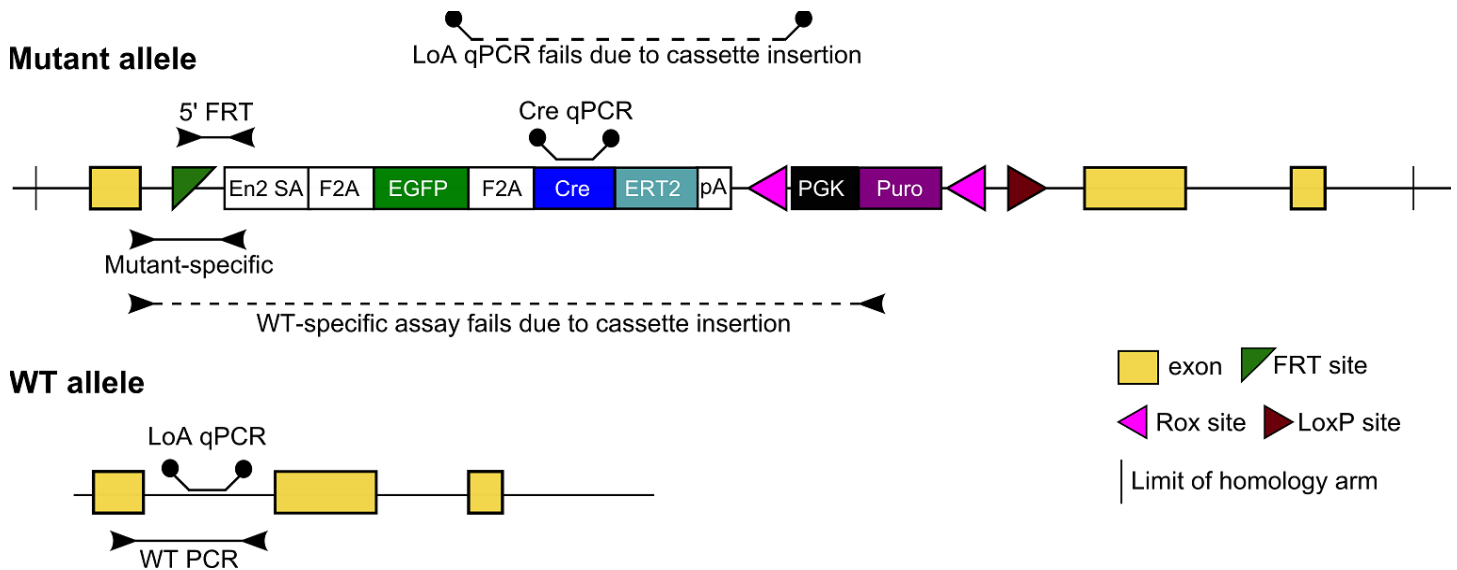 LoA qPCR fails due to cassette insertion
Mutant allele
5' FRT
Cre qPCR
En2 SA F2A EGFP F2A Cre ERT2 pA PGK Puro
Mutant-specific
WT-specific assay fails due to cassette insertion
WT allele
LoA qPCR
WT PCR
exon FRT site
Rox site LoxP site
Limit of homology arm